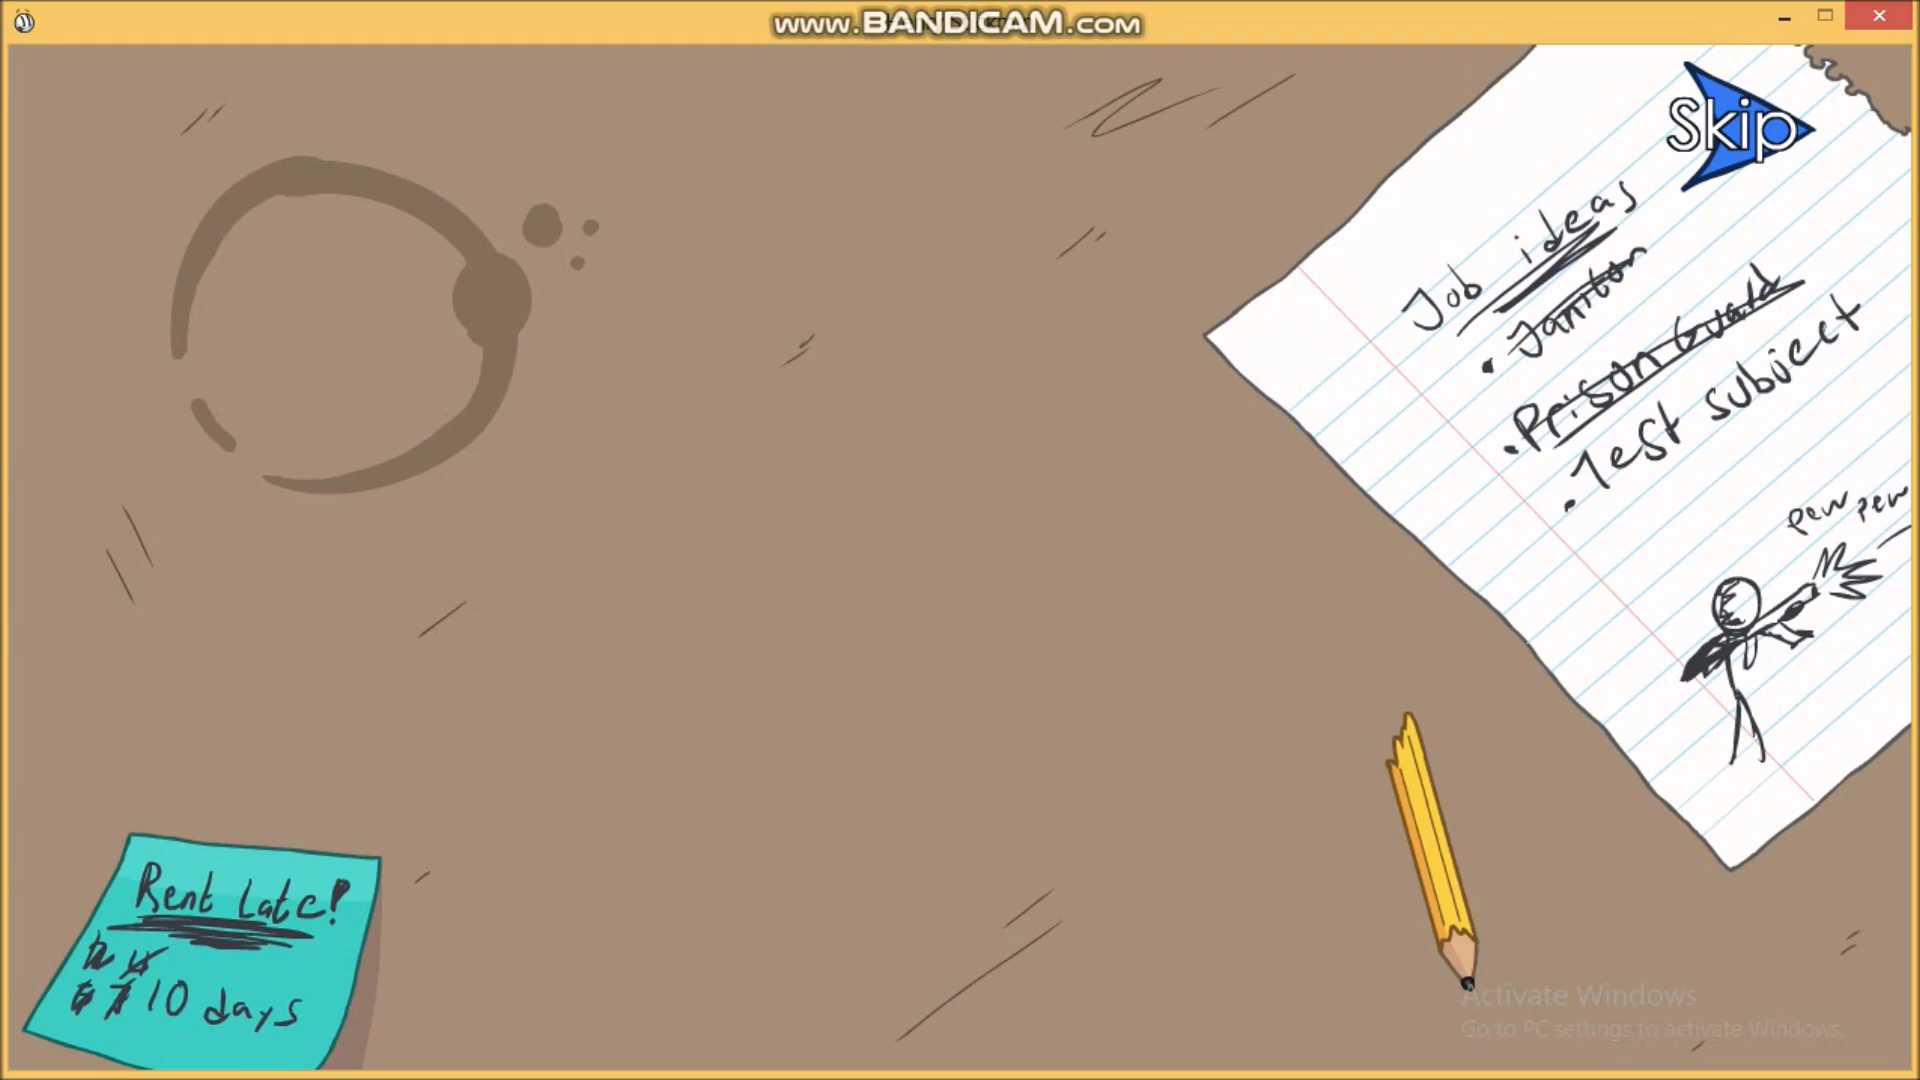 www.BANDICAM.com
Skip
Job ideas
• Janitor
• Prison Guard
• Test subject
pew pew
Rent Late!
10 days
Activate Windows
Go to PC settings to activate Windows.